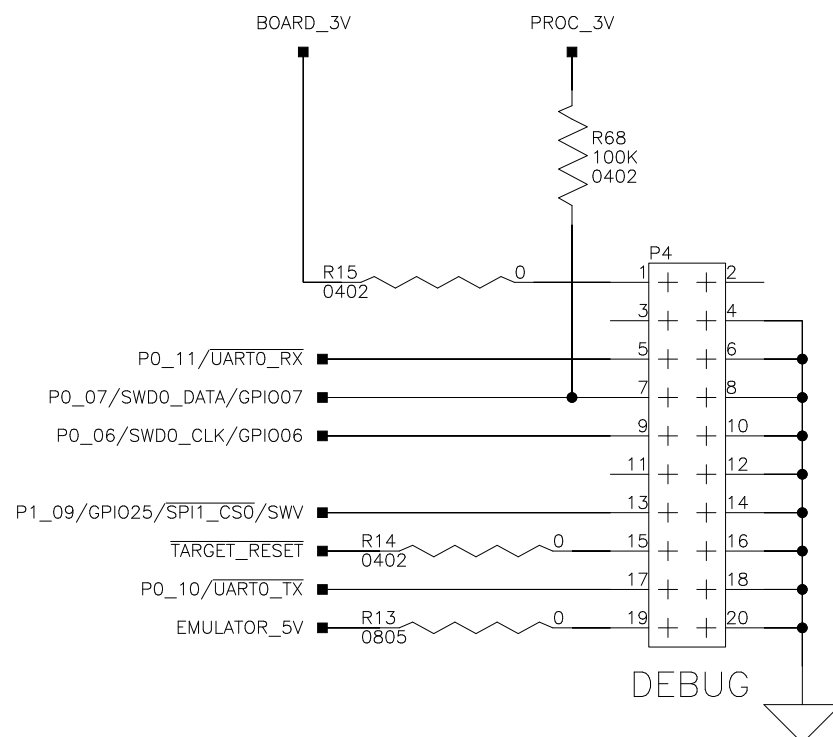 BOARD_3V PROC_3V
R68
100K
0402
P4
R15 0 1 2
0402
3 4
P0_11/UART0_RX 5 6
P0_07/SWD0_DATA/GPIO07 7 8
P0_06/SWD0_CLK/GPIO06 9 10
11 12
P1_09/GPIO25/SPI1_CS0/SWV 13 14
TARGET_RESET R14 0 15 16
0402
P0_10/UART0_TX 17 18
EMULATOR_5V R13 0 19 20
0805
DEBUG